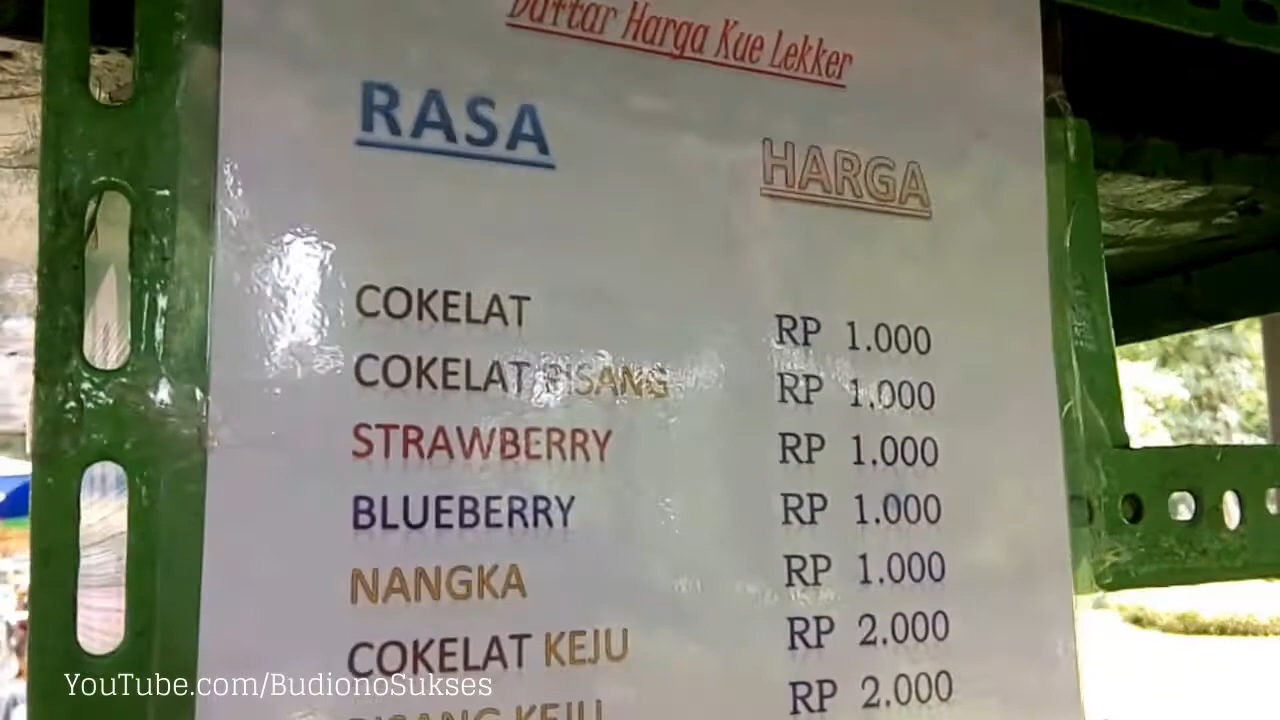 Daftar Harga Kue Lekker
RASA HARGA
COKELAT RP 1.000
COKELAT PISANG RP 1.000
STRAWBERRY RP 1.000
BLUEBERRY RP 1.000
NANGKA RP 1.000
COKELAT KEJU RP 2.000
PISANG KEJU RP 2.000
YouTube.com/BudionoSukses